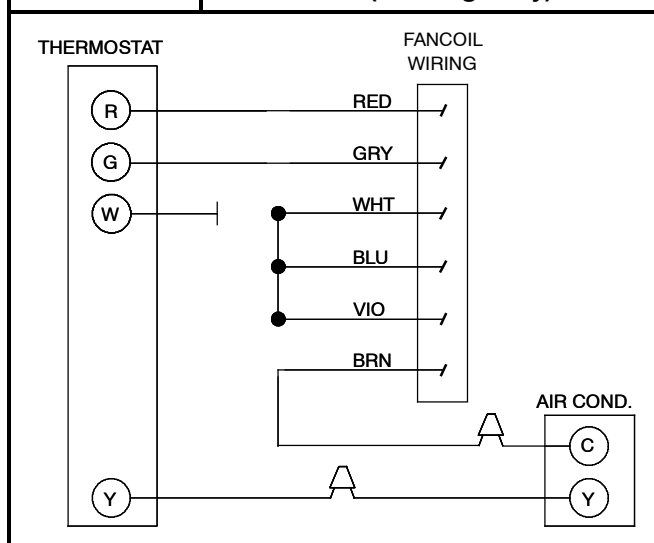 THERMOSTAT
FANCOIL
WIRING
R
RED
G
GRY
W
WHT
BLU
VIO
BRN
AIR COND.
C
Y
Y